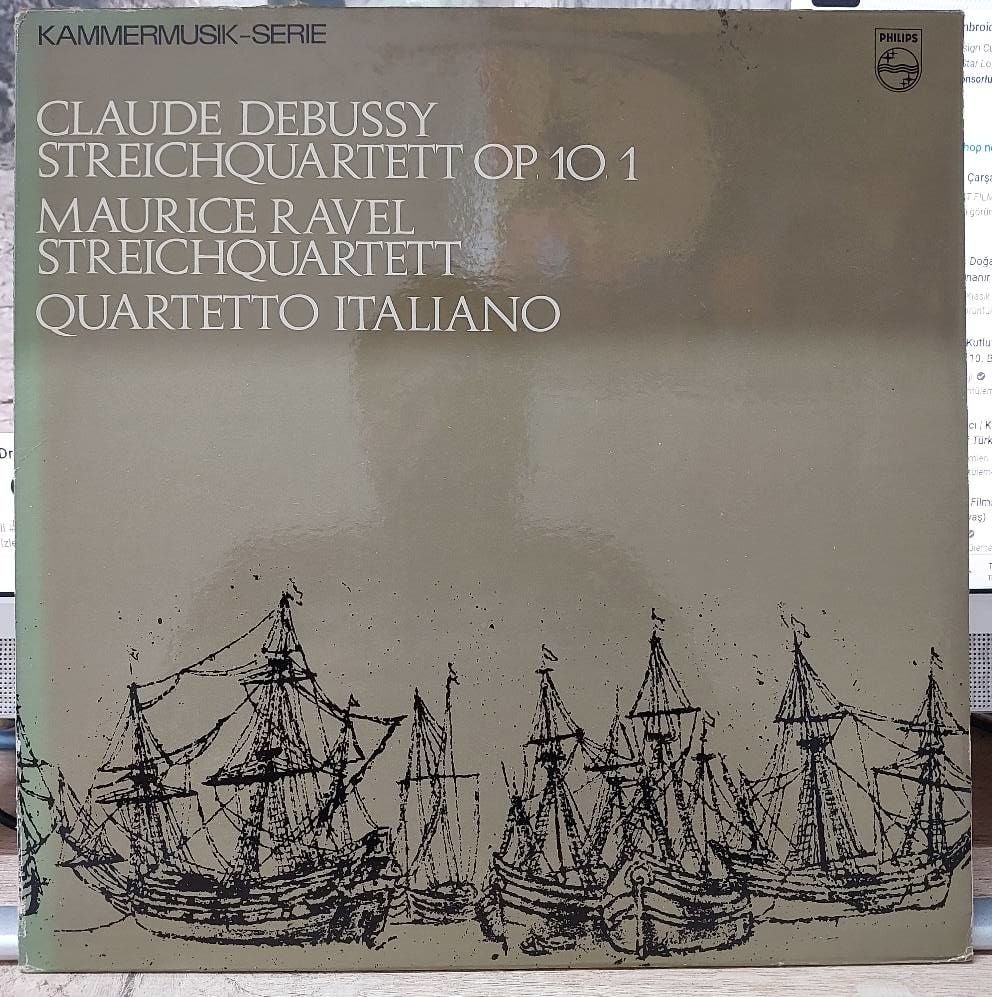 KAMMERMUSIK-SERIE
PHILIPS
CLAUDE DEBUSSY
STREICHQUARTETT OP. 10, 1
MAURICE RAVEL
STREICHQUARTETT
QUARTETTO ITALIANO